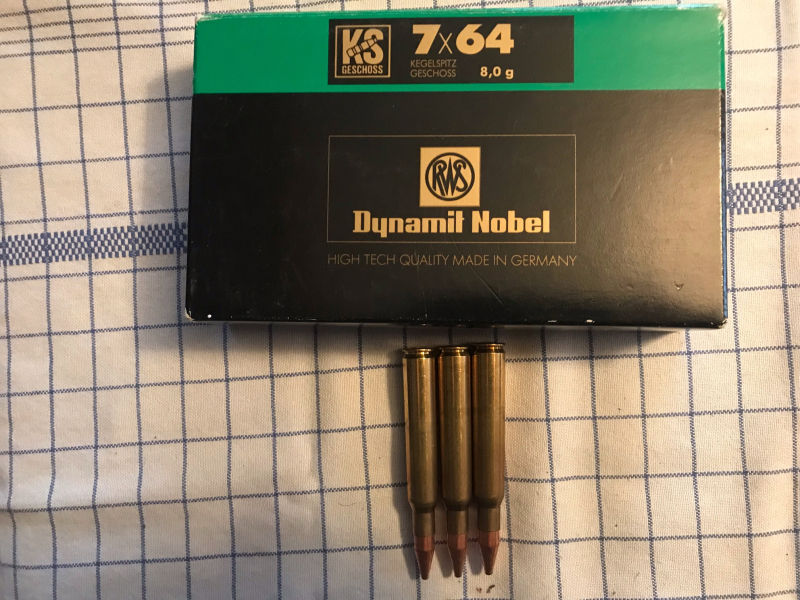 KS
GESCHOSS
7x64
KEGELSPITZ
GESCHOSS 8,0 g
RWS
Dynamit Nobel
HIGH TECH QUALITY MADE IN GERMANY